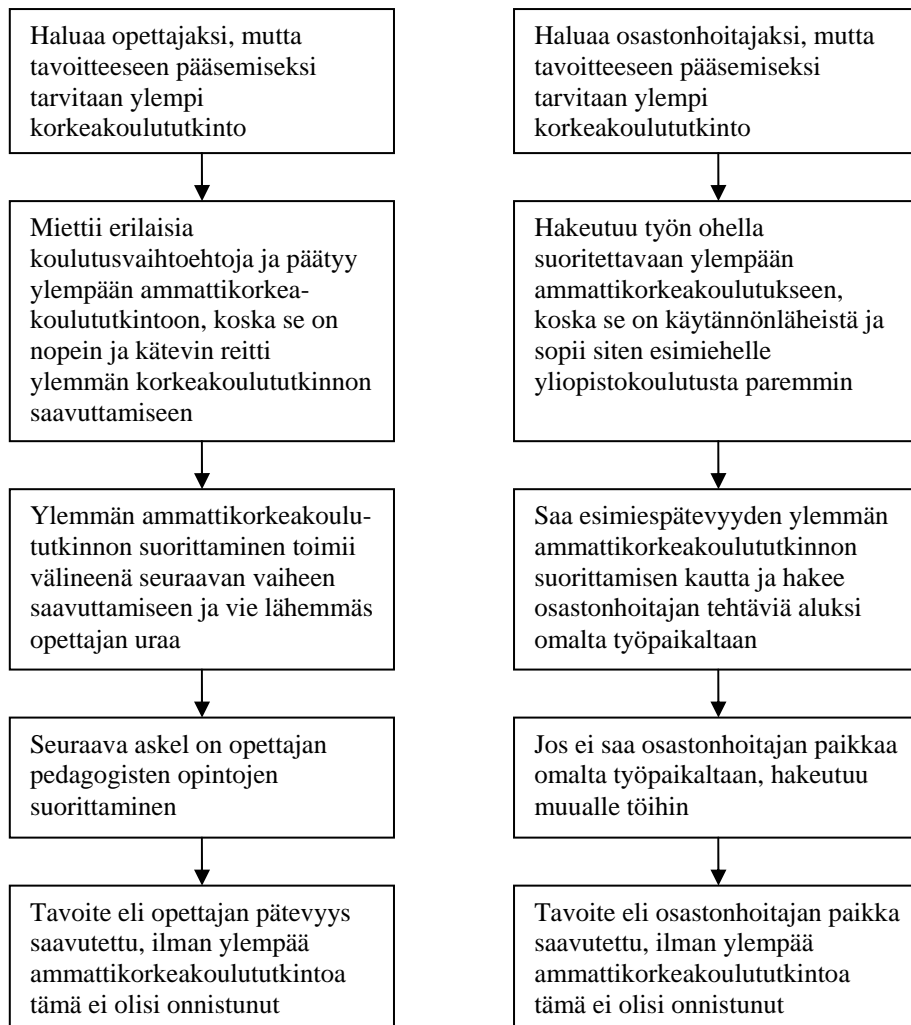 Haluaa opettajaksi, mutta
tavoitteeseen pääsemiseksi
tarvitaan ylempi
korkeakoulututkinto
Miettii erilaisia
koulutusvaihtoehtoja ja päätyy
ylempään ammattikorkea-
koulututkintoon, koska se on
nopein ja kätevin reitti
ylemmän korkeakoulututkinnon
saavuttamiseen
Ylemmän ammattikorkeakoulu-
tutkinnon suorittaminen toimii
välineenä seuraavan vaiheen
saavuttamiseen ja vie lähemmäs
opettajan uraa
Seuraava askel on opettajan
pedagogisten opintojen
suorittaminen
Tavoite eli opettajan pätevyys
saavutettu, ilman ylempää
ammattikorkeakoulututkintoa
tämä ei olisi onnistunut
Haluaa osastonhoitajaksi, mutta
tavoitteeseen pääsemiseksi
tarvitaan ylempi
korkeakoulututkinto
Hakeutuu työn ohella
suoritettavaan ylempään
ammattikorkeakoulutukseen,
koska se on käytännönläheistä ja
sopii siten esimiehelle
yliopistokoulutusta paremmin
Saa esimiespätevyyden ylemmän
ammattikorkeakoulututkinnon
suorittamisen kautta ja hakee
osastonhoitajan tehtäviä aluksi
omalta työpaikaltaan
Jos ei saa osastonhoitajan paikkaa
omalta työpaikaltaan, hakeutuu
muualle töihin
Tavoite eli osastonhoitajan paikka
saavutettu, ilman ylempää
ammattikorkeakoulututkintoa
tämä ei olisi onnistunut